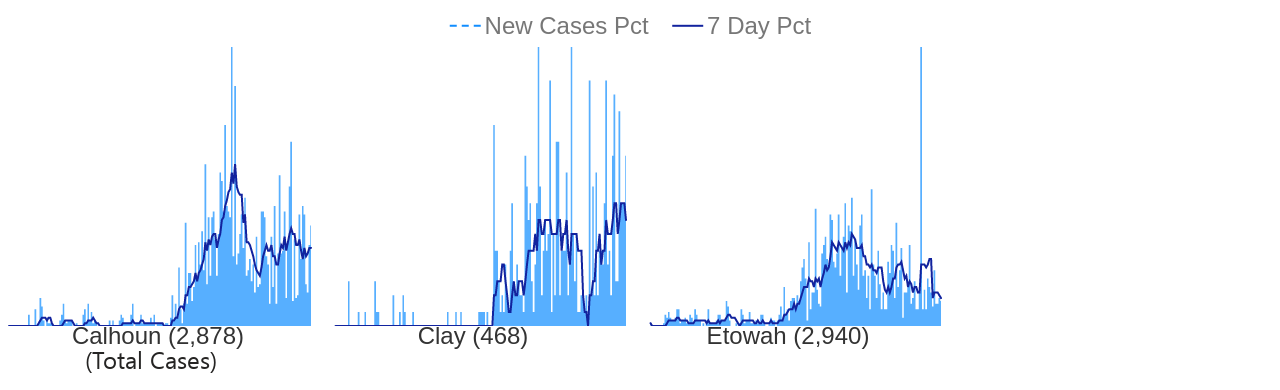 New Cases Pct 7 Day Pct
Calhoun (2,878) Clay (468) Etowah (2,940)
(Total Cases)